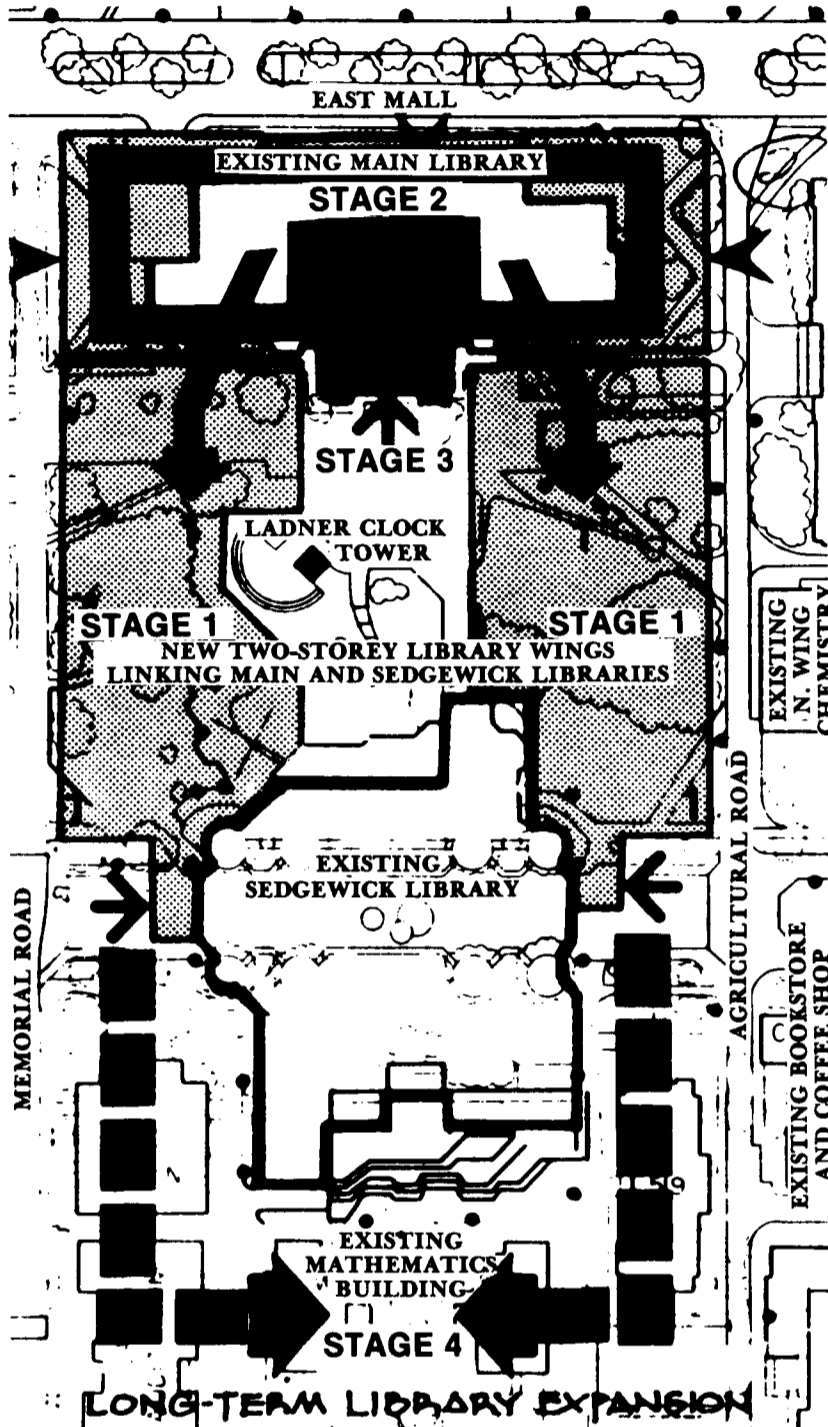 EAST MALL
EXISTING MAIN LIBRARY
STAGE 2
STAGE 3
LADNER CLOCK
TOWER
STAGE 1
STAGE 1
NEW TWO-STOREY LIBRARY WINGS
LINKING MAIN AND SEDGEWICK LIBRARIES
EXISTING
N. WING
CHEMISTRY
EXISTING
SEDGEWICK LIBRARY
MEMORIAL ROAD
AGRICULTURAL ROAD
EXISTING BOOKSTORE
AND COFFEE SHOP
EXISTING
MATHEMATICS
BUILDING
STAGE 4
LONG-TERM LIBRARY EXPANSION